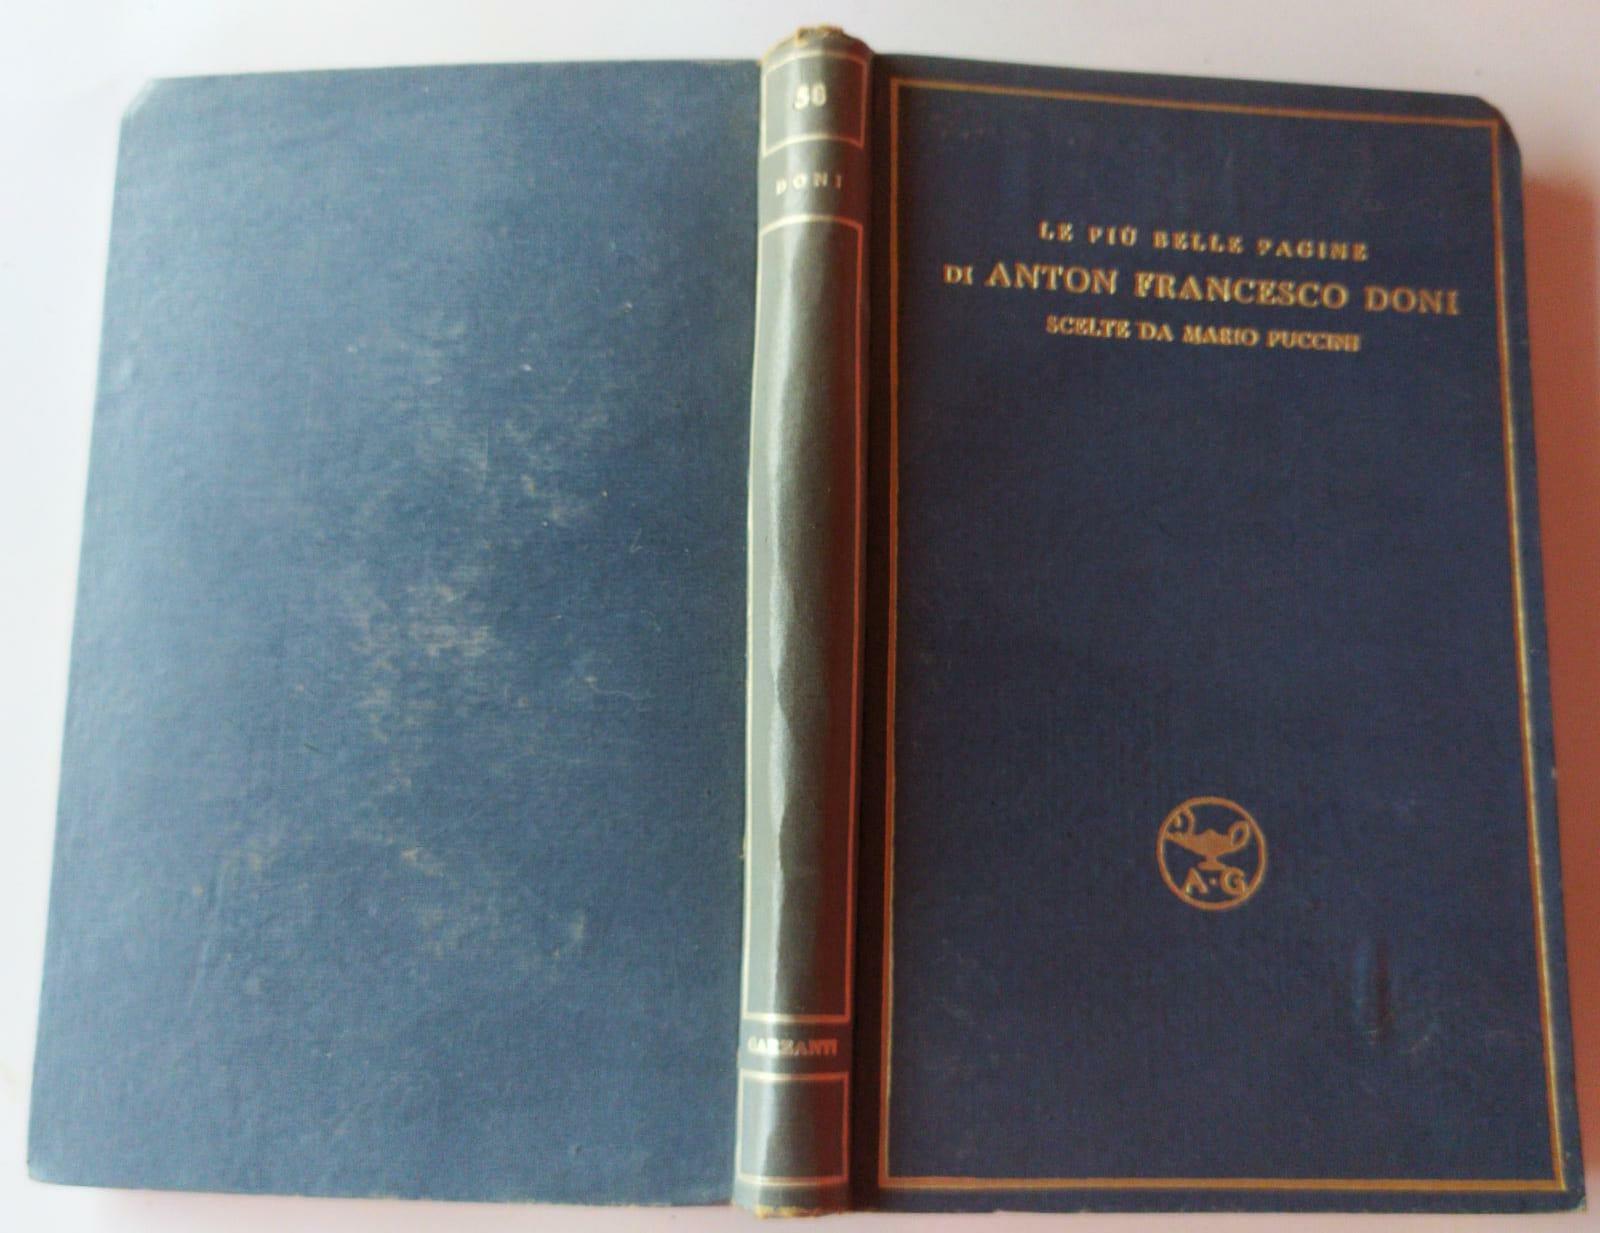 DONI
GARZANTI
LE PIÙ BELLE PAGINE
DI ANTON FRANCESCO DONI
SCELTE DA MARIO PUCCINI
A·G